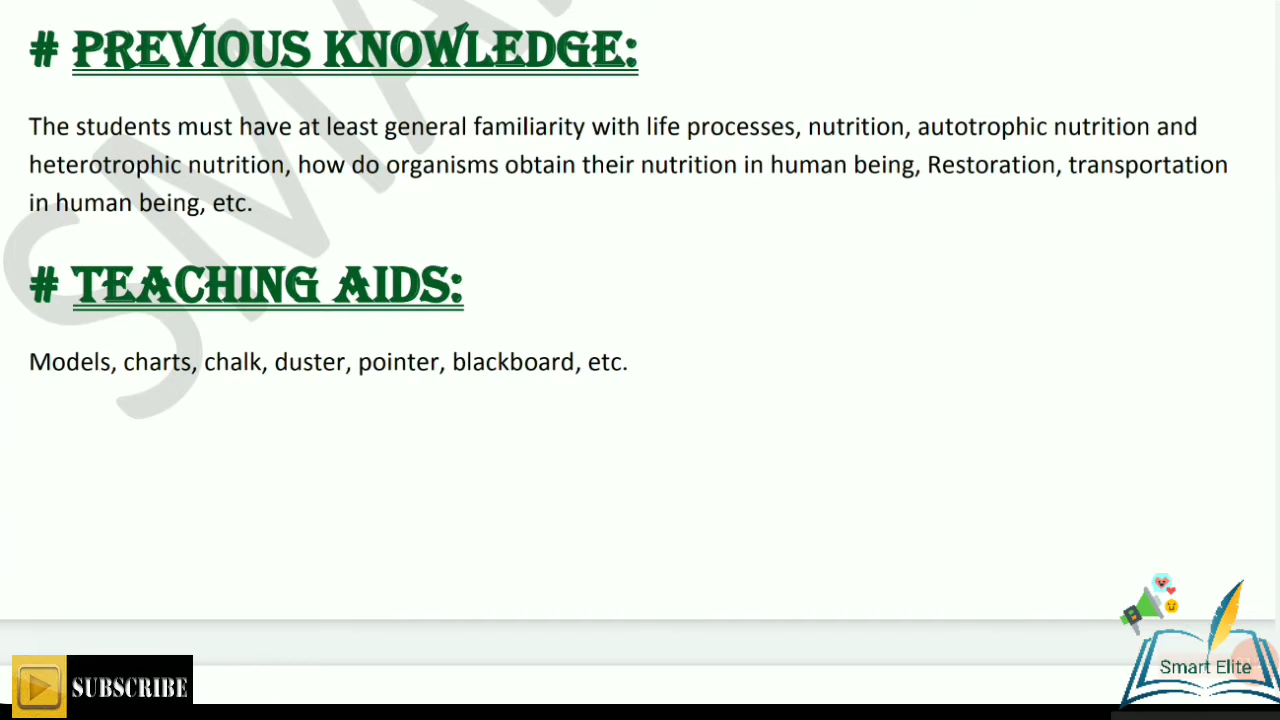 # PREVIOUS KNOWLEDGE:
The students must have at least general familiarity with life processes, nutrition, autotrophic nutrition and
heterotrophic nutrition, how do organisms obtain their nutrition in human being, Restoration, transportation
in human being, etc.
# TEACHING AIDS:
Models, charts, chalk, duster, pointer, blackboard, etc.
Smart Elite
SUBSCRIBE